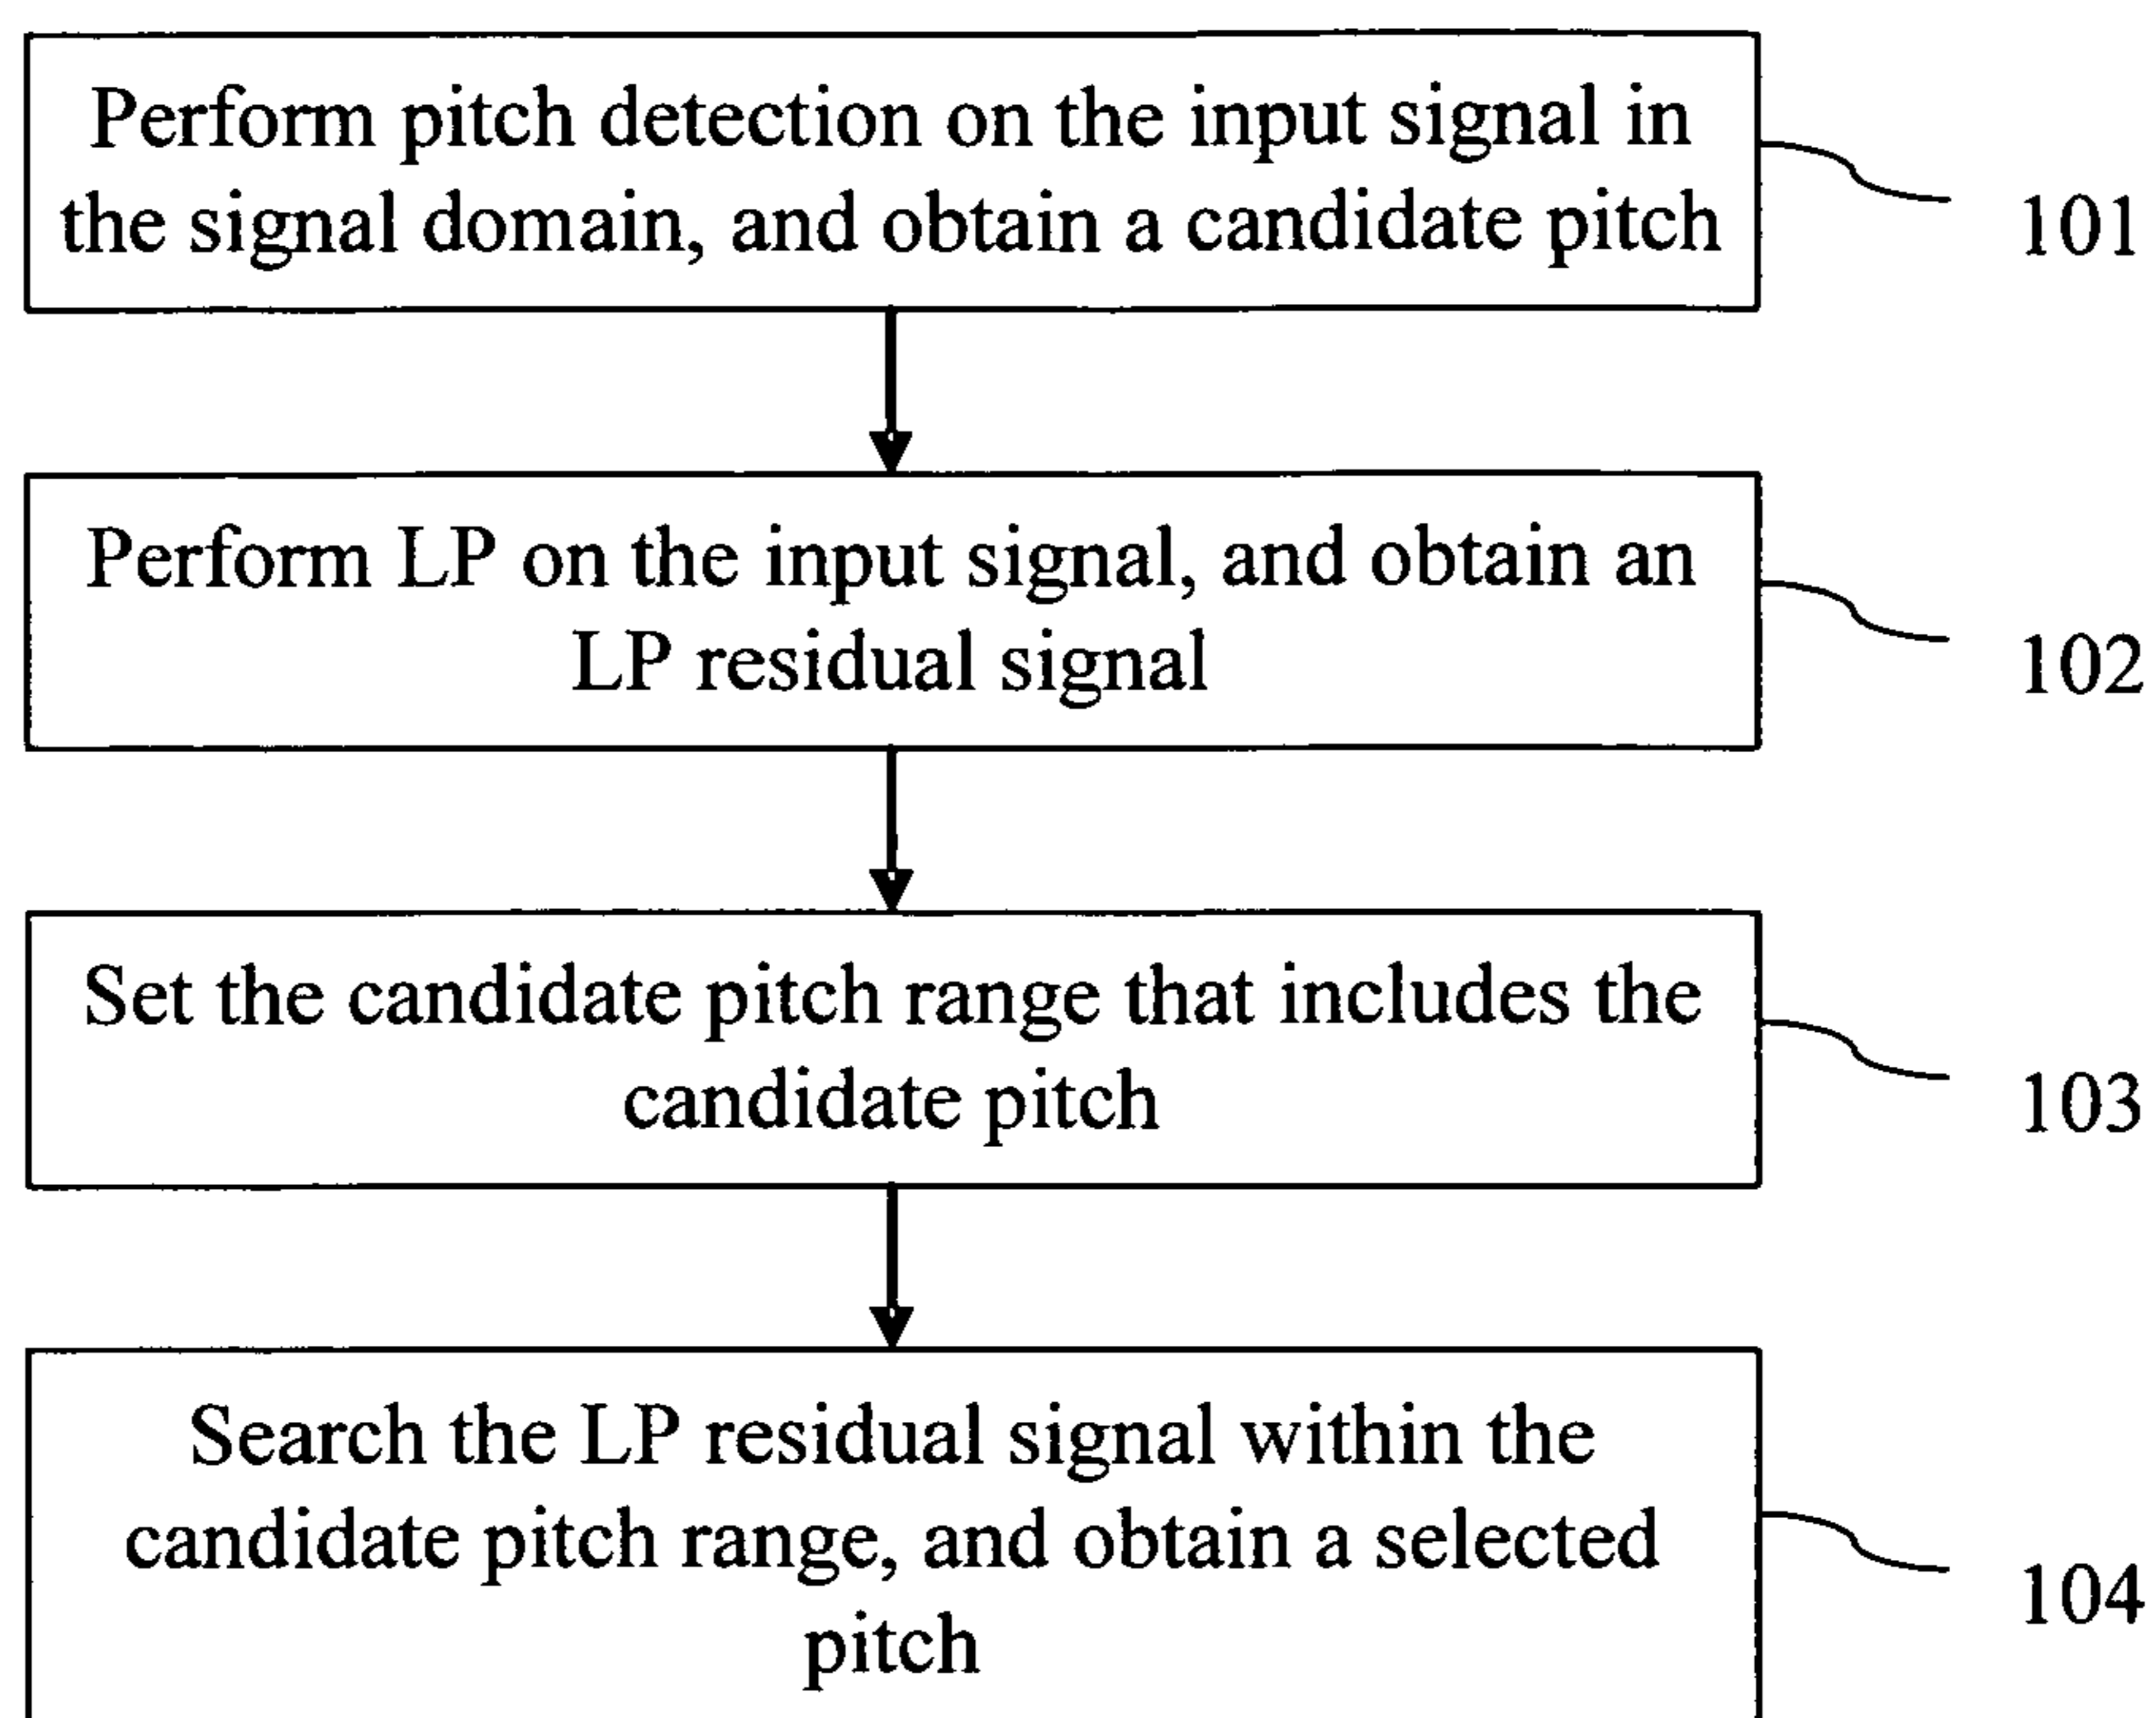 Perform pitch detection on the input signal in
the signal domain, and obtain a candidate pitch
101
Perform LP on the input signal, and obtain an
LP residual signal
102
Set the candidate pitch range that includes the
candidate pitch
103
Search the LP residual signal within the
candidate pitch range, and obtain a selected
pitch
104